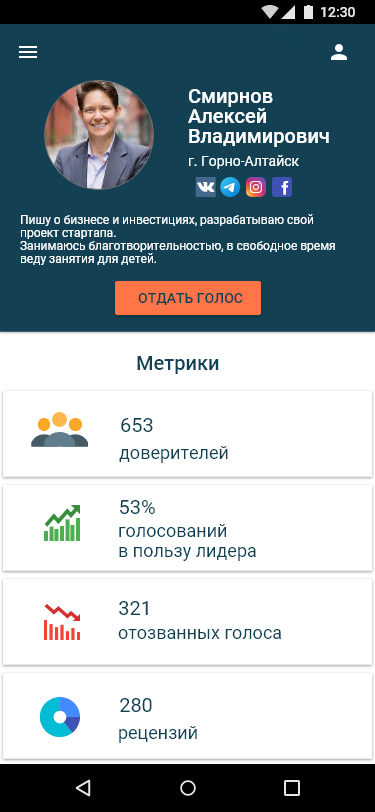 12:30
Смирнов
Алексей
Владимирович
г. Горно-Алтайск
Пишу о бизнесе и инвестициях, разрабатываю свой
проект стартапа.
Занимаюсь благотворительностью, в свободное время
веду занятия для детей.
ОТДАТЬ ГОЛОС
Метрики
653
доверителей
53%
голосований
в пользу лидера
321
отозванных голоса
280
рецензий